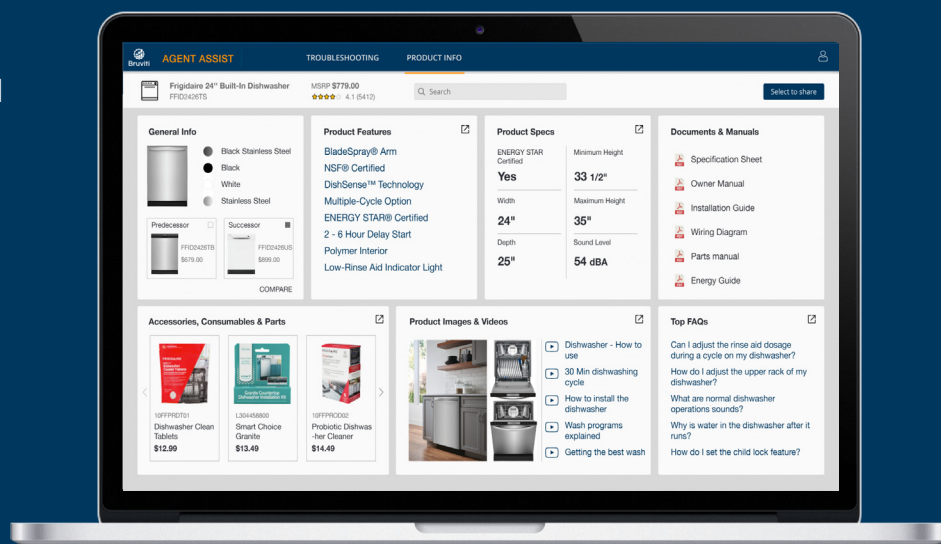 Bruviti
AGENT ASSIST
TROUBLESHOOTING
PRODUCT INFO
Frigidaire 24" Built-In Dishwasher
FFID2426TS
MSRP $779.00
4.1 (5412)
Search
Select to share
General Info
Black Stainless Steel
Black
White
Stainless Steel
Predecessor
FFID2426TB
$679.00
Successor
FFID2426US
$899.00
COMPARE
Product Features
BladeSpray® Arm
NSF® Certified
DishSense™ Technology
Multiple-Cycle Option
ENERGY STAR® Certified
2 - 6 Hour Delay Start
Polymer Interior
Low-Rinse Aid Indicator Light
Product Specs
ENERGY STAR
Certified
Yes
Minimum Height
33 1/2"
Width
24"
Maximum Height
35"
Depth
25"
Sound Level
54 dBA
Documents & Manuals
Specification Sheet
Owner Manual
Installation Guide
Wiring Diagram
Parts manual
Energy Guide
Accessories, Consumables & Parts
10FFPRDT01
Dishwasher Clean
Tablets
$12.99
L304458800
Smart Choice
Granite
$13.49
10FFPROD02
Probiotic Dishwas
-her Cleaner
$14.49
Product Images & Videos
Dishwasher - How to
use
30 Min dishwashing
cycle
How to install the
dishwasher
Wash programs
explained
Getting the best wash
Top FAQs
Can I adjust the rinse aid dosage
during a cycle on my dishwasher?
How do I adjust the upper rack of my
dishwasher?
What are normal dishwasher
operations sounds?
Why is water in the dishwasher after it
runs?
How do I set the child lock feature?